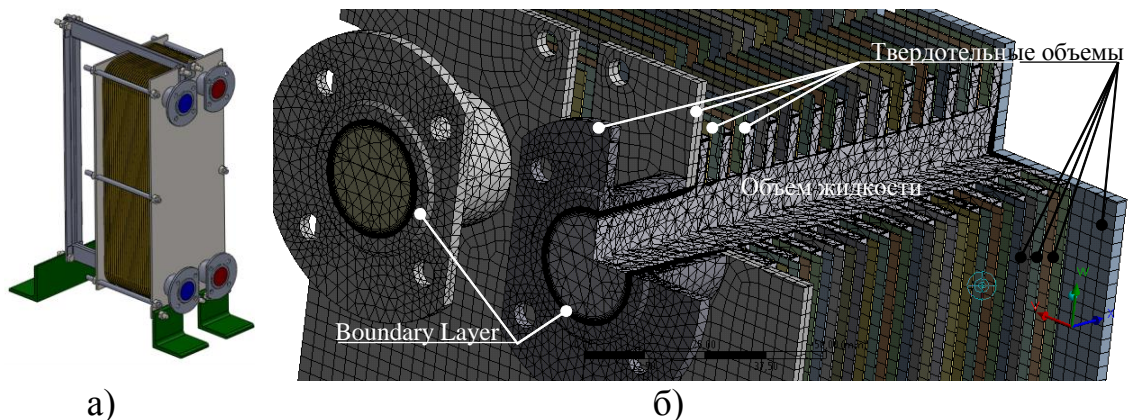 Твердотельные объемы
Объем жидкости
Boundary Layer
а)
б)